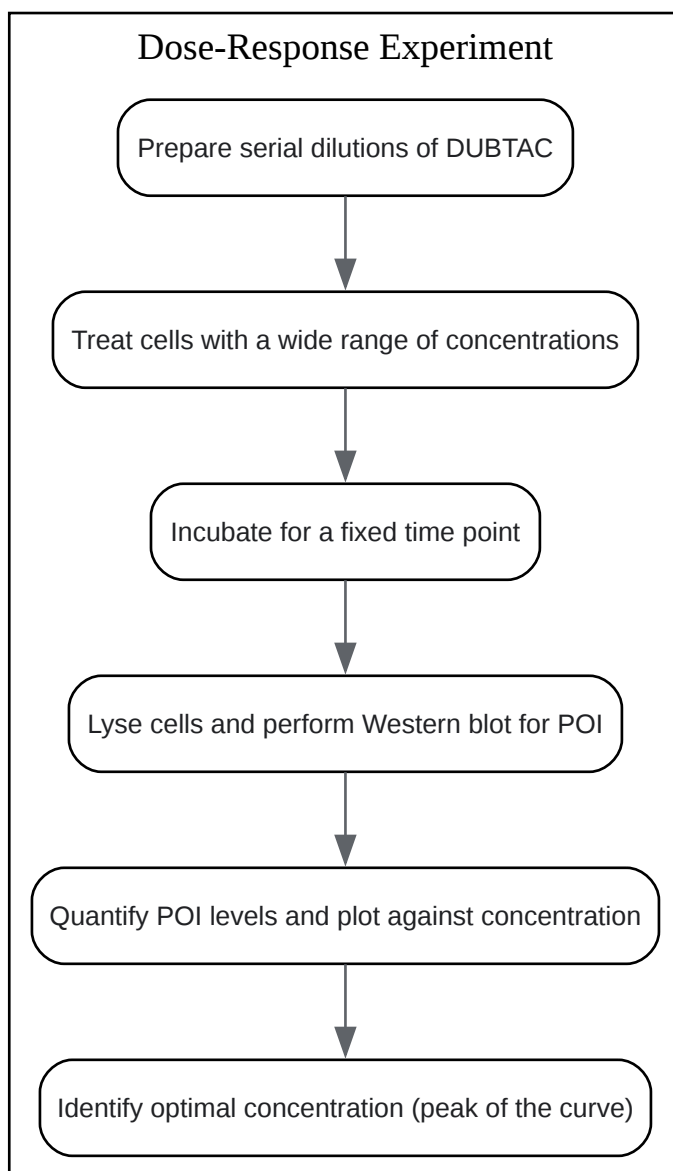 Dose-Response Experiment
Prepare serial dilutions of DUBTAC
Treat cells with a wide range of concentrations
Incubate for a fixed time point
Lyse cells and perform Western blot for POI
Quantify POI levels and plot against concentration
Identify optimal concentration (peak of the curve)